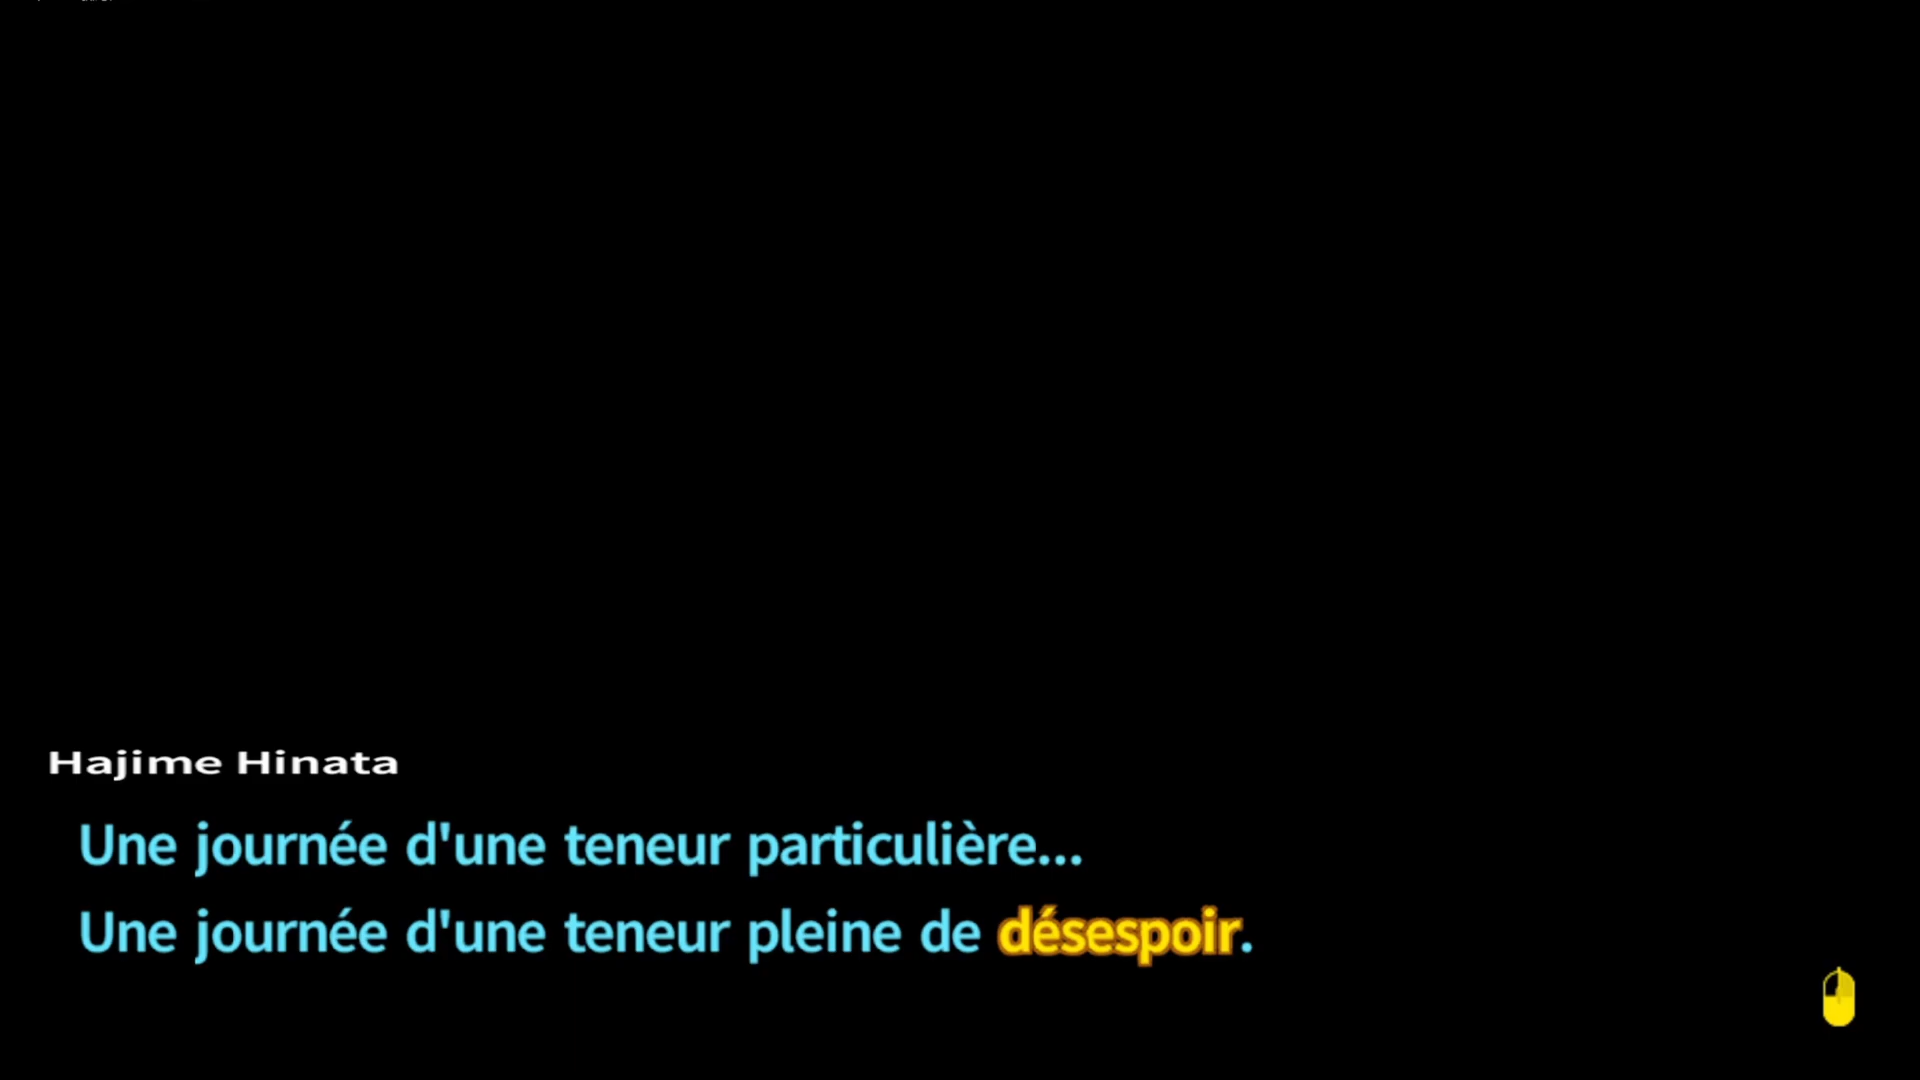 Hajime Hinata
Une journée d'une teneur particulière...
Une journée d'une teneur pleine de désespoir.